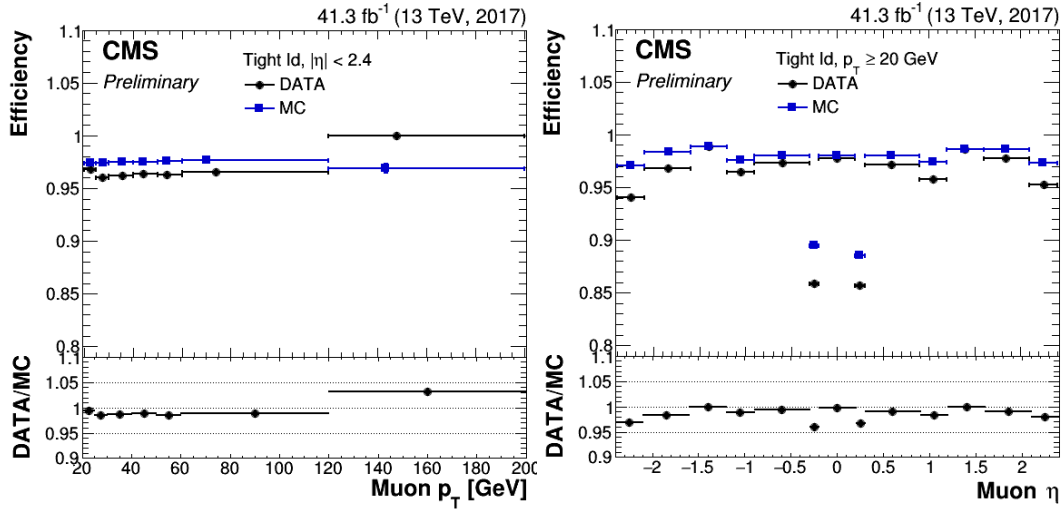 41.3 fb-1 (13 TeV, 2017)
CMS
Preliminary
Tight Id, |η| < 2.4
DATA
MC
Efficiency
1.1
1.05
1
0.95
0.9
0.85
0.8
DATA/MC
1.1
1.05
1
0.95
0.9
20 40 60 80 100 120 140 160 180 200
Muon pT [GeV]
41.3 fb-1 (13 TeV, 2017)
CMS
Preliminary
Tight Id, pT ≥ 20 GeV
DATA
MC
Efficiency
1.1
1.05
1
0.95
0.9
0.85
0.8
DATA/MC
1.1
1.05
1
0.95
0.9
−2 −1.5 −1 −0.5 0 0.5 1 1.5 2
Muon η